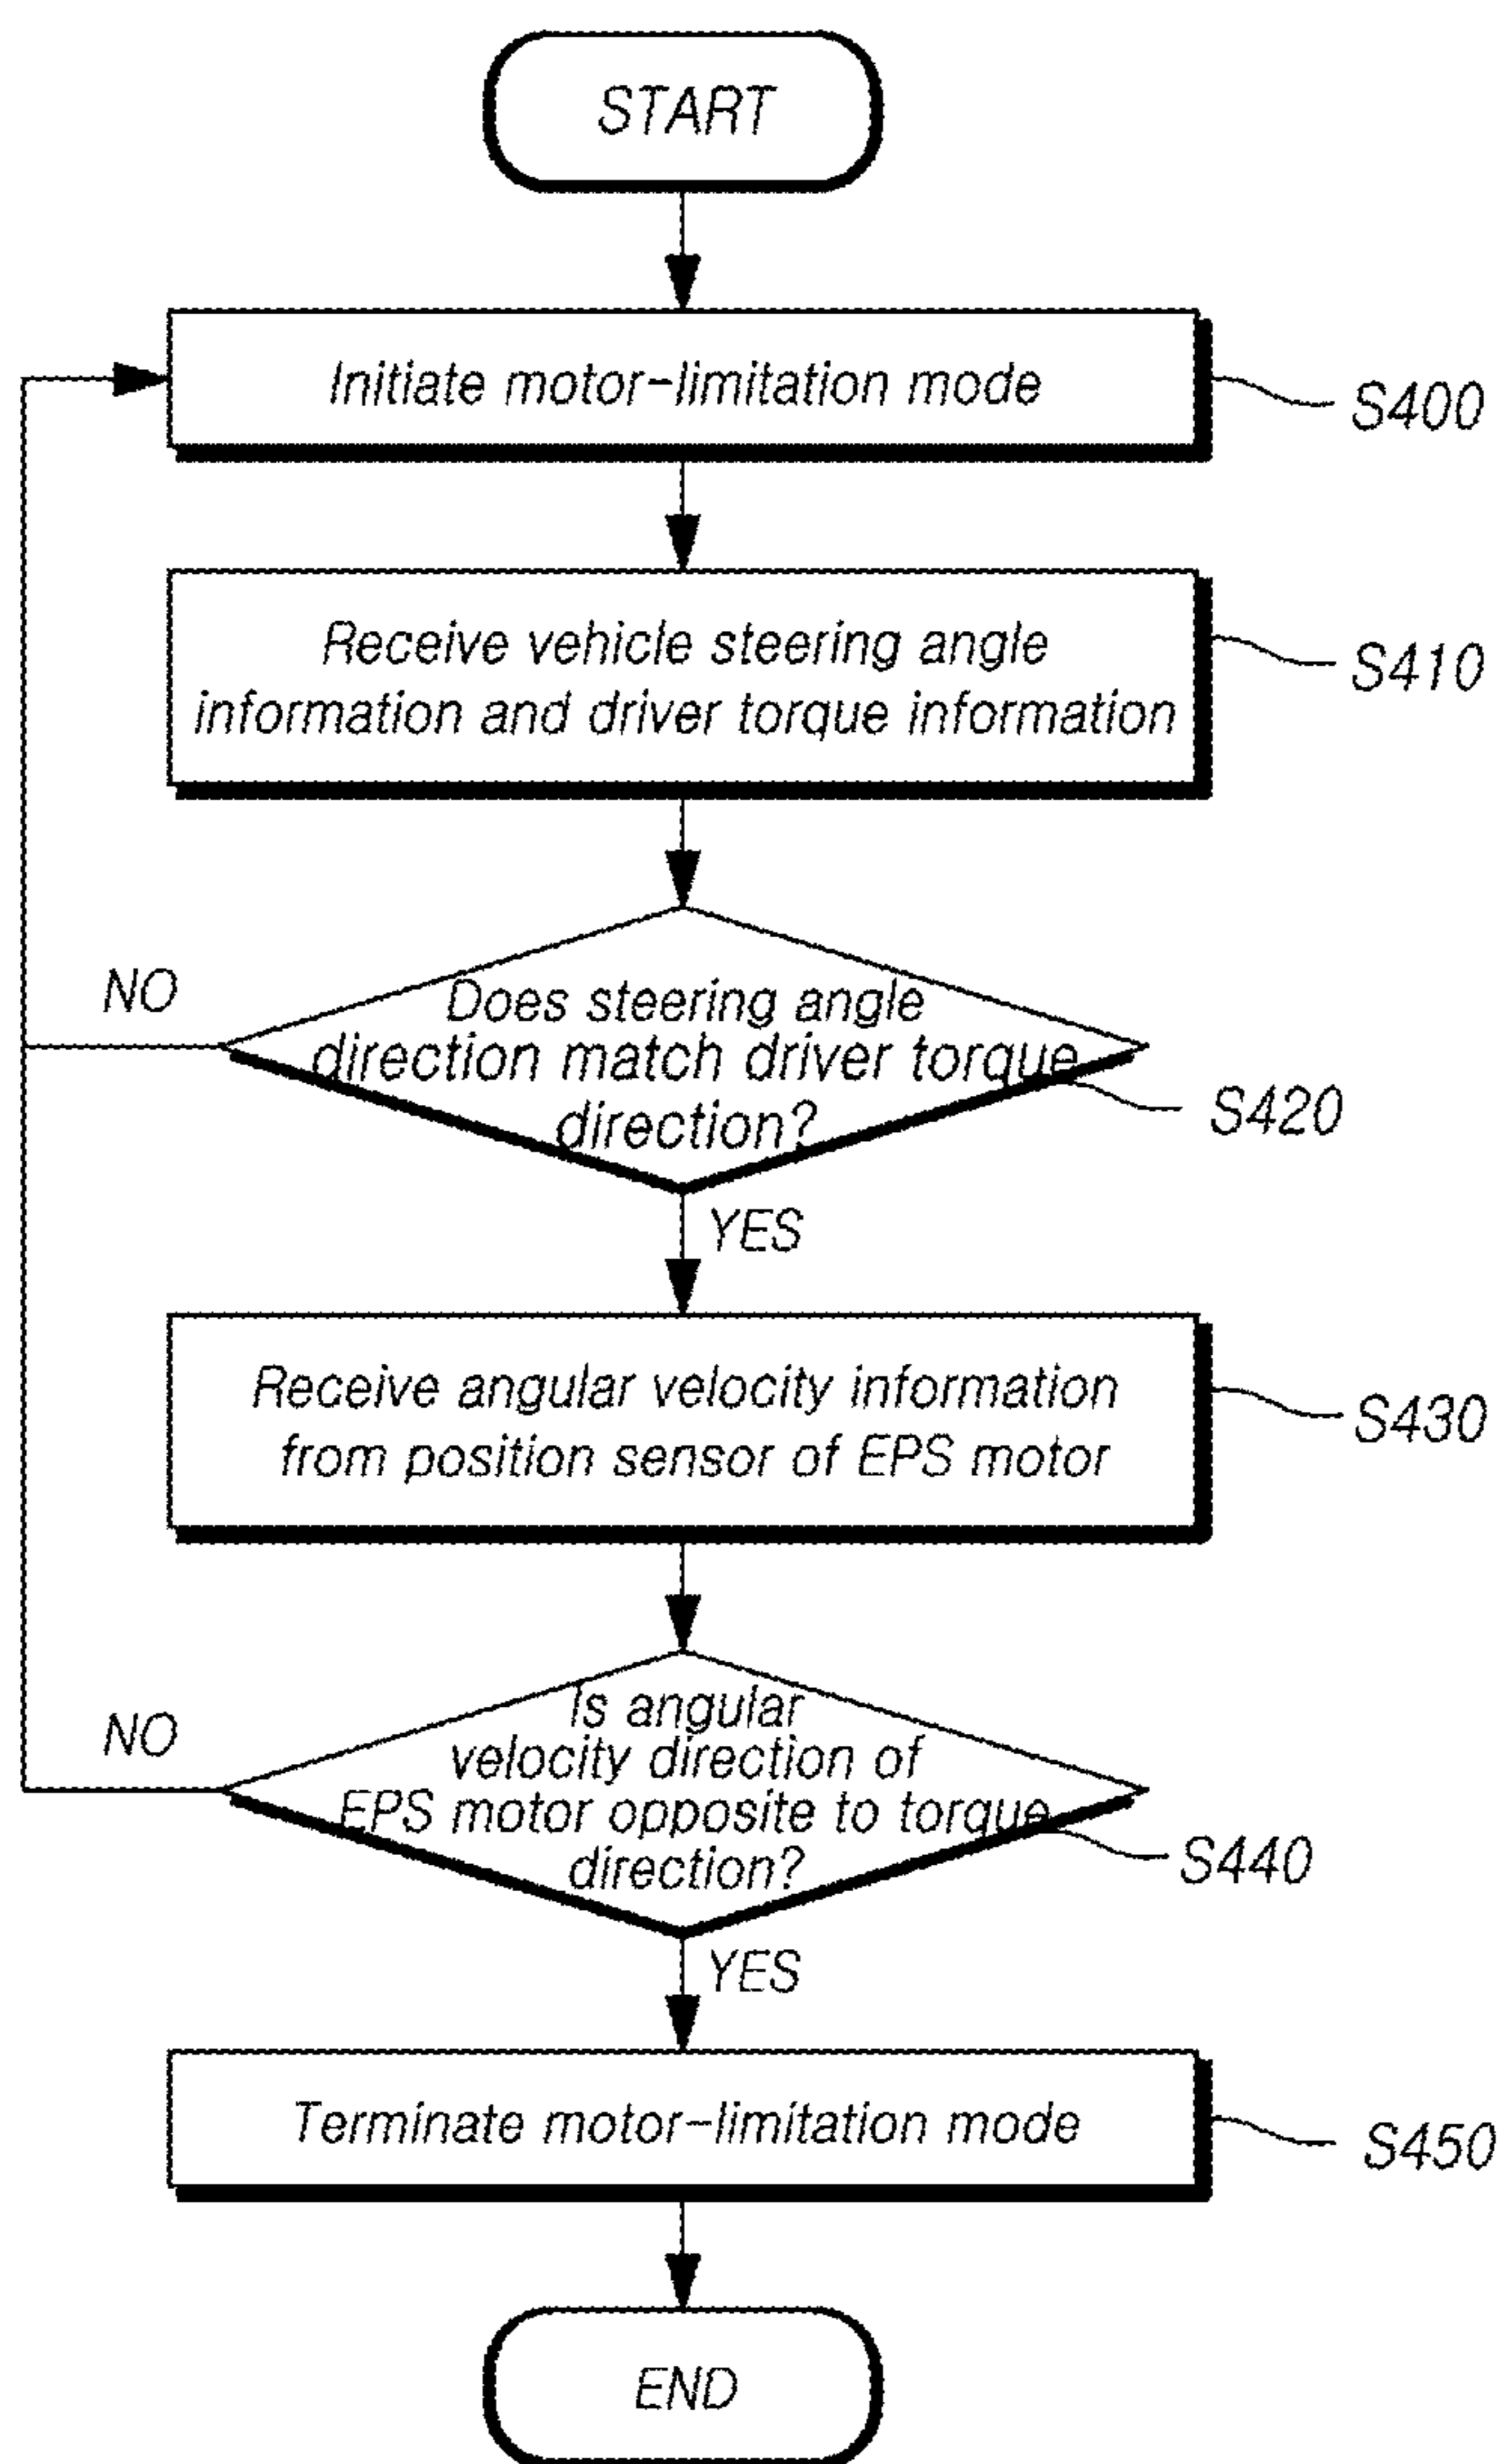 START
Initiate motor-limitation mode
S400
Receive vehicle steering angle
information and driver torque information
S410
NO
Does steering angle
direction match driver torque
direction?
S420
YES
Receive angular velocity information
from position sensor of EPS motor
S430
NO
Is angular
velocity direction of
EPS motor opposite to torque
direction?
S440
YES
Terminate motor-limitation mode
S450
END